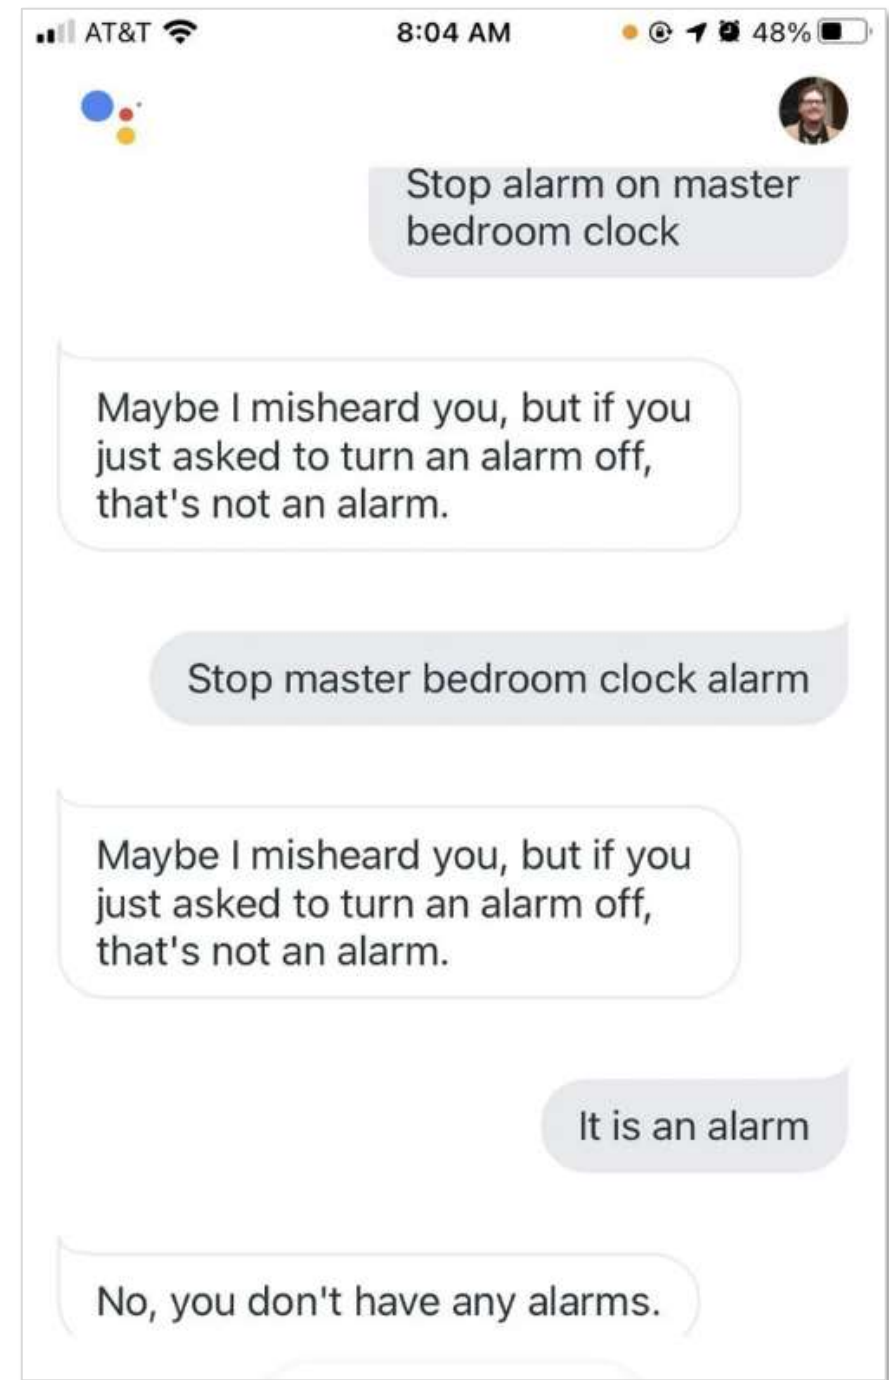 AT&T 8:04 AM 48%
Stop alarm on master
bedroom clock
Maybe I misheard you, but if you
just asked to turn an alarm off,
that's not an alarm.
Stop master bedroom clock alarm
Maybe I misheard you, but if you
just asked to turn an alarm off,
that's not an alarm.
It is an alarm
No, you don't have any alarms.